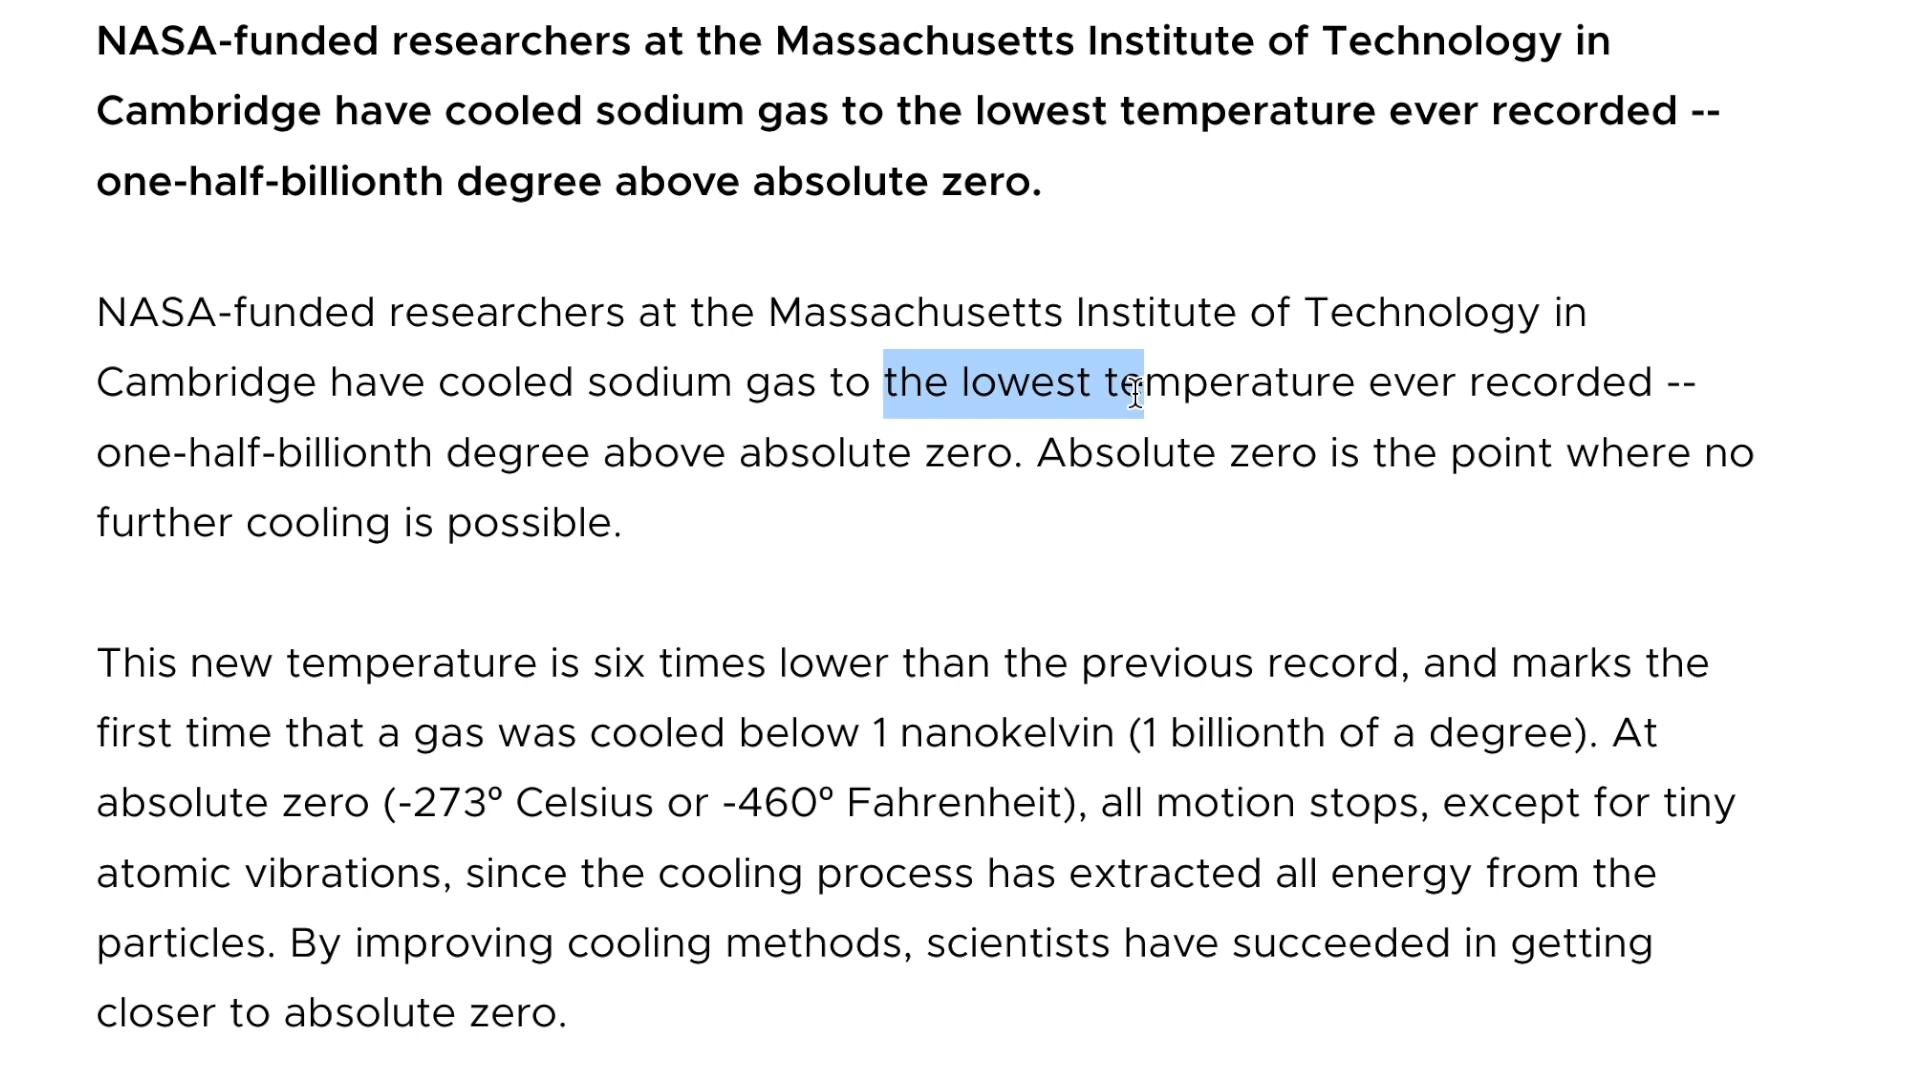 NASA-funded researchers at the Massachusetts Institute of Technology in
Cambridge have cooled sodium gas to the lowest temperature ever recorded --
one-half-billionth degree above absolute zero.
NASA-funded researchers at the Massachusetts Institute of Technology in
Cambridge have cooled sodium gas to the lowest temperature ever recorded --
one-half-billionth degree above absolute zero. Absolute zero is the point where no
further cooling is possible.
This new temperature is six times lower than the previous record, and marks the
first time that a gas was cooled below 1 nanokelvin (1 billionth of a degree). At
absolute zero (-273º Celsius or -460º Fahrenheit), all motion stops, except for tiny
atomic vibrations, since the cooling process has extracted all energy from the
particles. By improving cooling methods, scientists have succeeded in getting
closer to absolute zero.